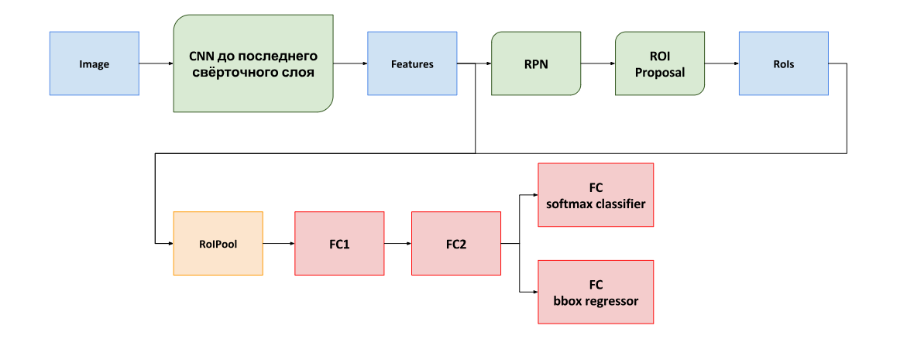 Image
CNN до последнего
свёрточного слоя
Features
RPN
ROI
Proposal
RoIs
RoIPool
FC1
FC2
FC
softmax classifier
FC
bbox regressor